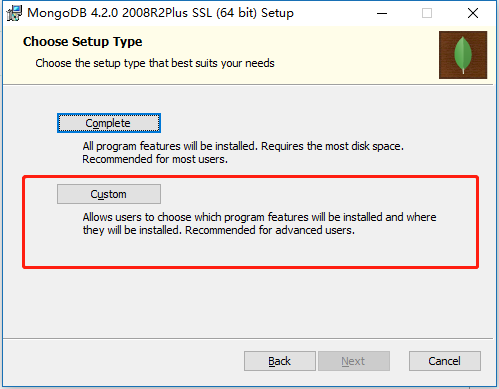 MongoDB 4.2.0 2008R2Plus SSL (64 bit) Setup
Choose Setup Type
Choose the setup type that best suits your needs
Complete
All program features will be installed. Requires the most disk space.
Recommended for most users.
Custom
Allows users to choose which program features will be installed and where
they will be installed. Recommended for advanced users.
Back Next Cancel